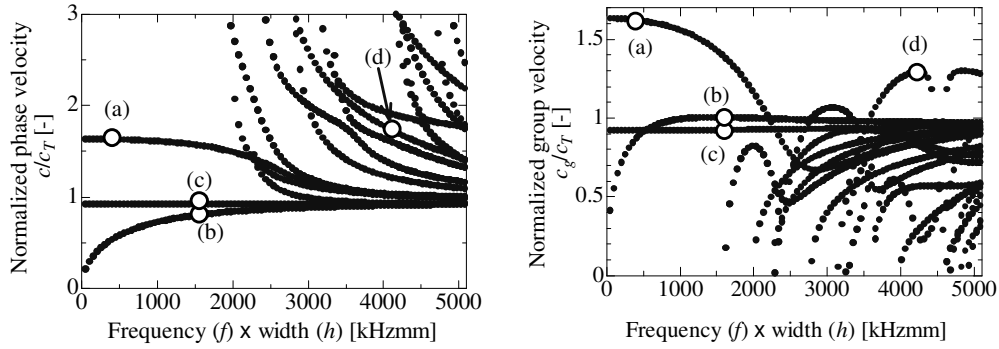 Normalized phase velocity
c/c_T [-]
3
2
1
0
(a)
(c)
(b)
(d)
0
1000
2000
3000
4000
5000
Frequency (f) x width (h) [kHzmm]
Normalized group velocity
c_g/c_T [-]
1.5
1
0.5
0
(a)
(b)
(c)
(d)
0
1000
2000
3000
4000
5000
Frequency (f) x width (h) [kHzmm]